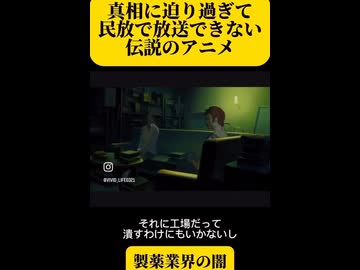 真相に迫り過ぎて
民放で放送できない
伝説のアニメ
@VIVID_LIFE0321
それに工場だって
潰すわけにもいかないし
製薬業界の闇